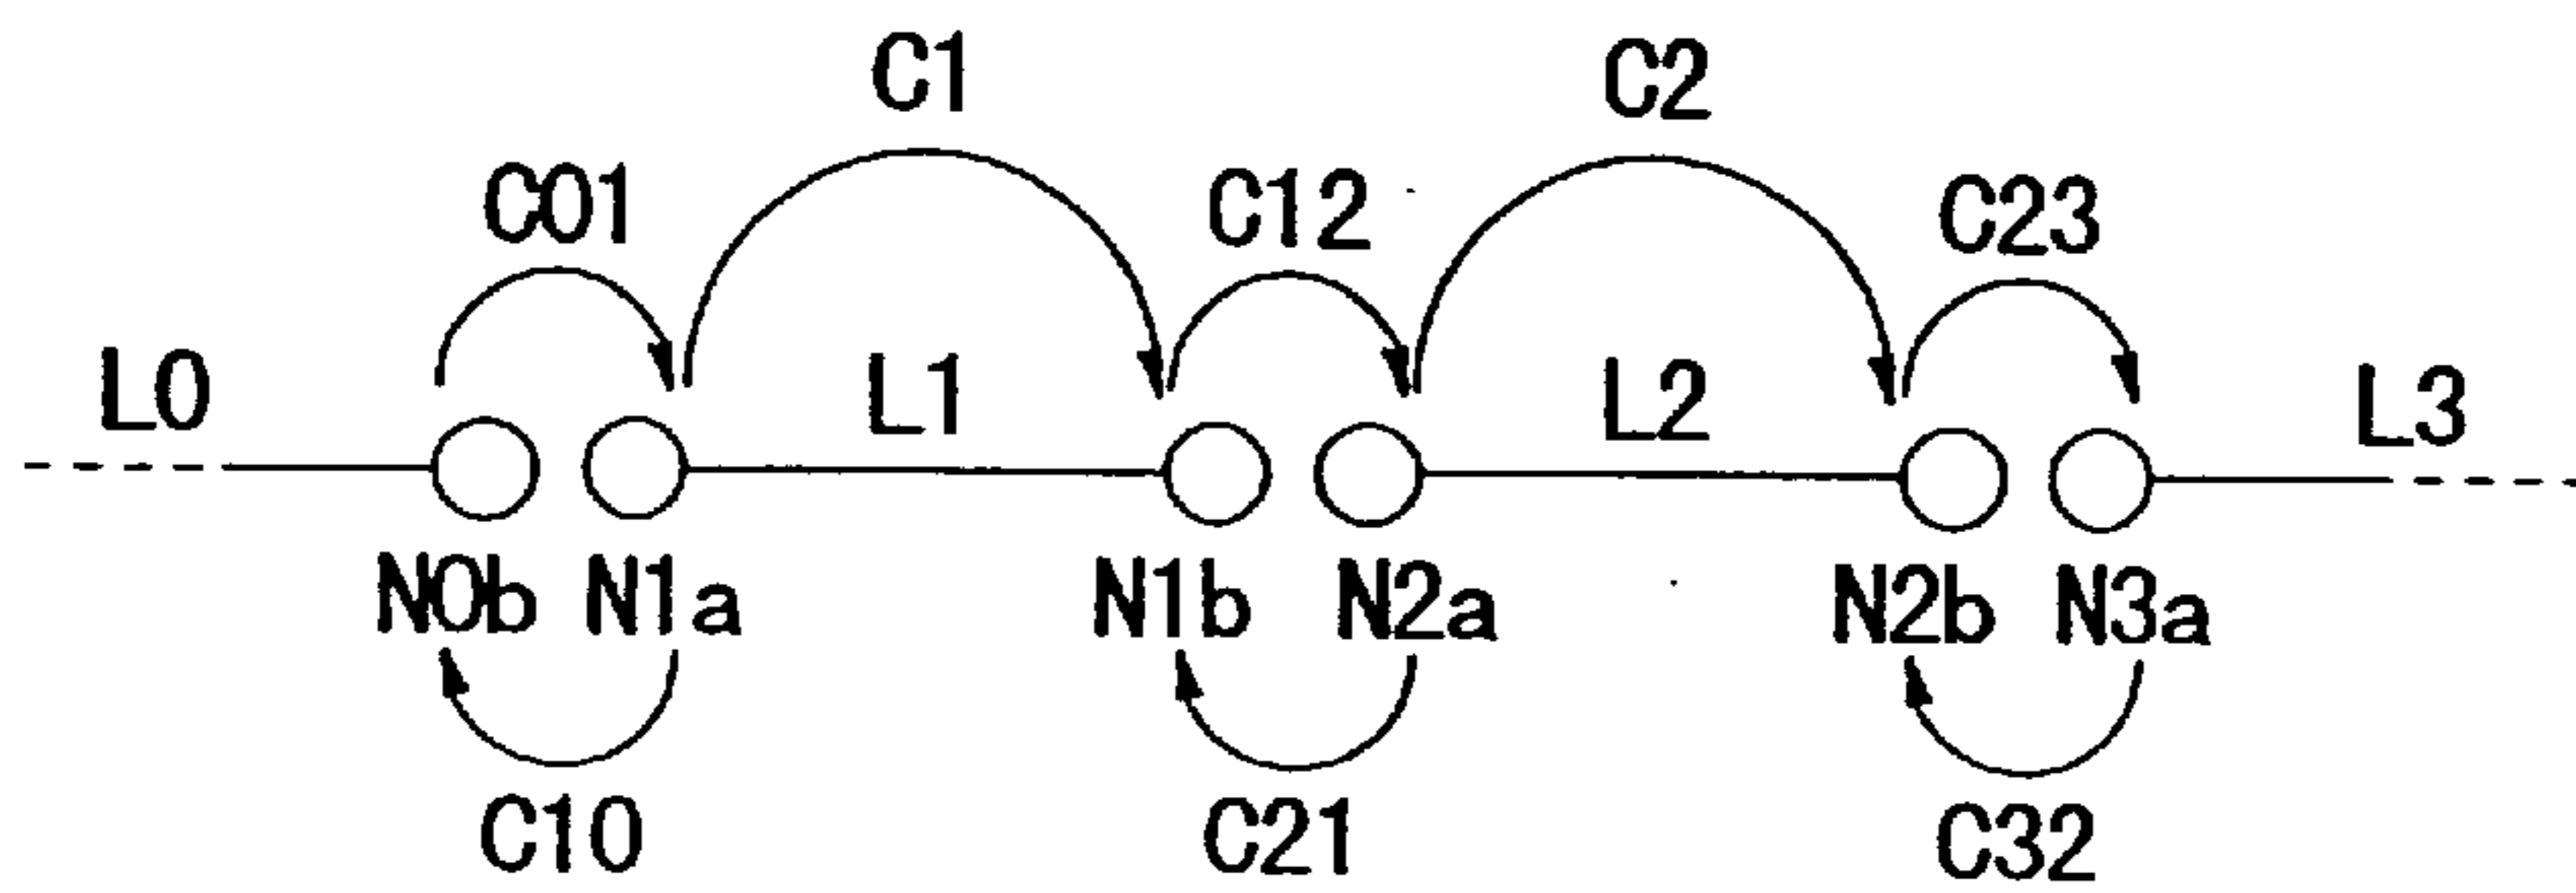 C1 C2
C01 C12 C23
L0 L1 L2 L3
N0b N1a N1b N2a N2b N3a
C10 C21 C32